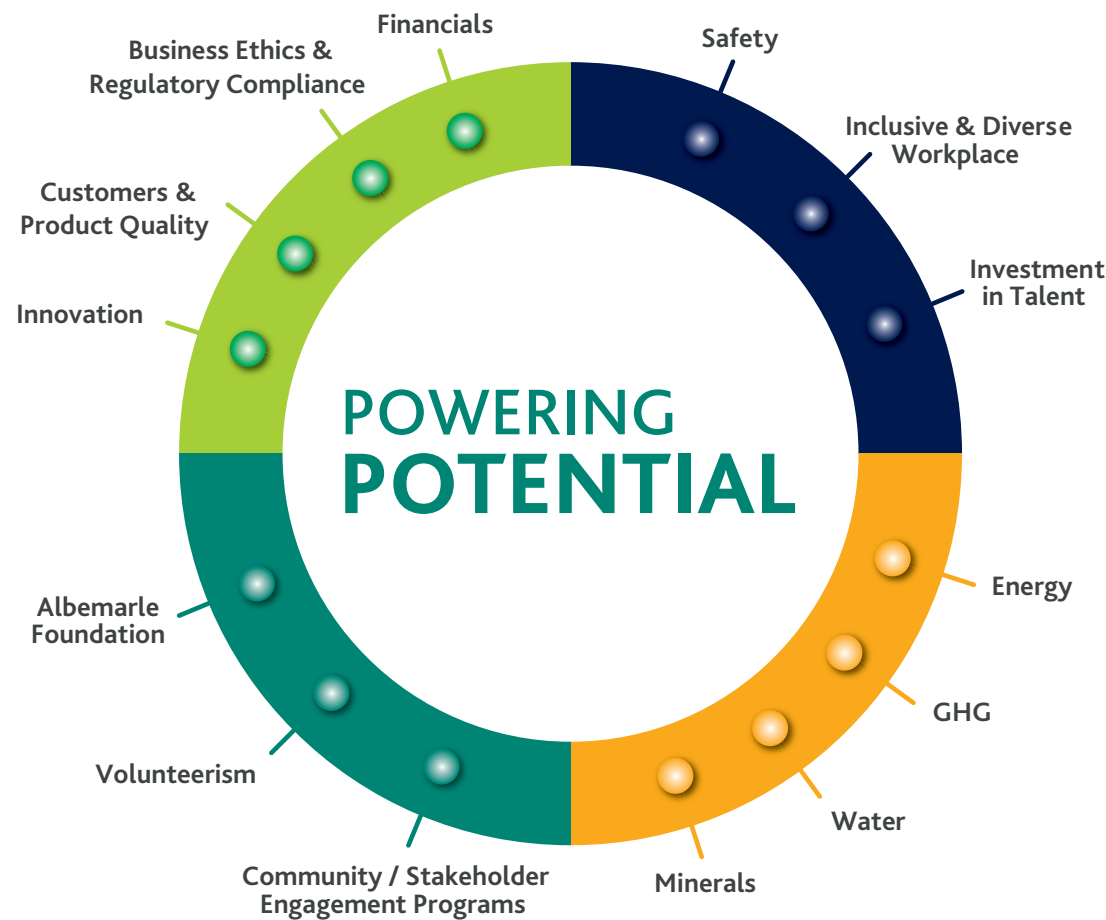 Financials
Safety
Business Ethics &
Regulatory Compliance
Inclusive & Diverse
Workplace
Customers &
Product Quality
Investment
in Talent
Innovation
POWERING
POTENTIAL
Energy
Albemarle
Foundation
GHG
Volunteerism
Water
Community / Stakeholder
Engagement Programs
Minerals